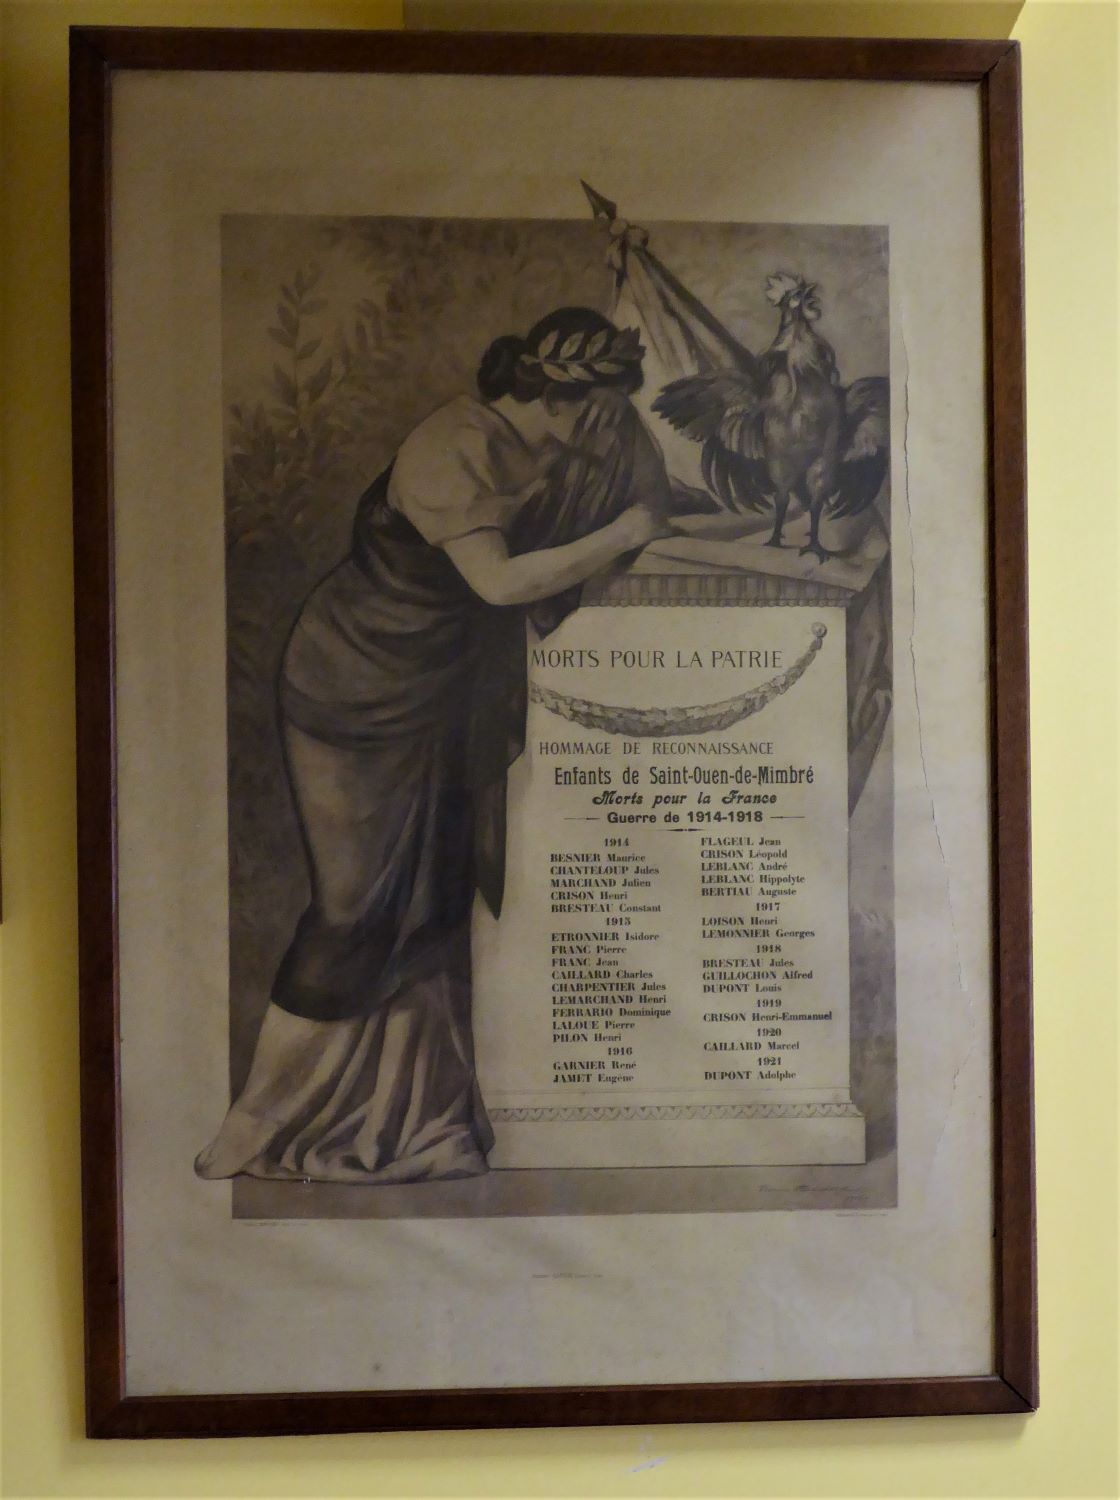 MORTS POUR LA PATRIE
HOMMAGE DE RECONNAISSANCE
Enfants de Saint-Ouen-de-Mimbré
Morts pour la France
Guerre de 1914-1918
1914
BESNIER Maurice
CHANTELOUP Jules
MARCHAND Julien
CRISON Henri
BRESTEAU Constant
1915
ETRONNIER Isidore
FRANC Pierre
FRANC Jean
CAILLARD Charles
CHARPENTIER Jules
LEMARCHAND Henri
FERRARIO Dominique
LALOUE Pierre
PILON Henri
1916
GARNIER René
JAMET Eugène
FLAGEUL Jean
CRISON Léopold
LEBLANC André
LEBLANC Hippolyte
BERTIAU Auguste
1917
LOISON Henri
LEMONNIER Georges
1918
BRESTEAU Jules
GUILLOCHON Alfred
DUPONT Louis
1919
CRISON Henri-Emmanuel
1920
CAILLARD Marcel
1921
DUPONT Adolphe